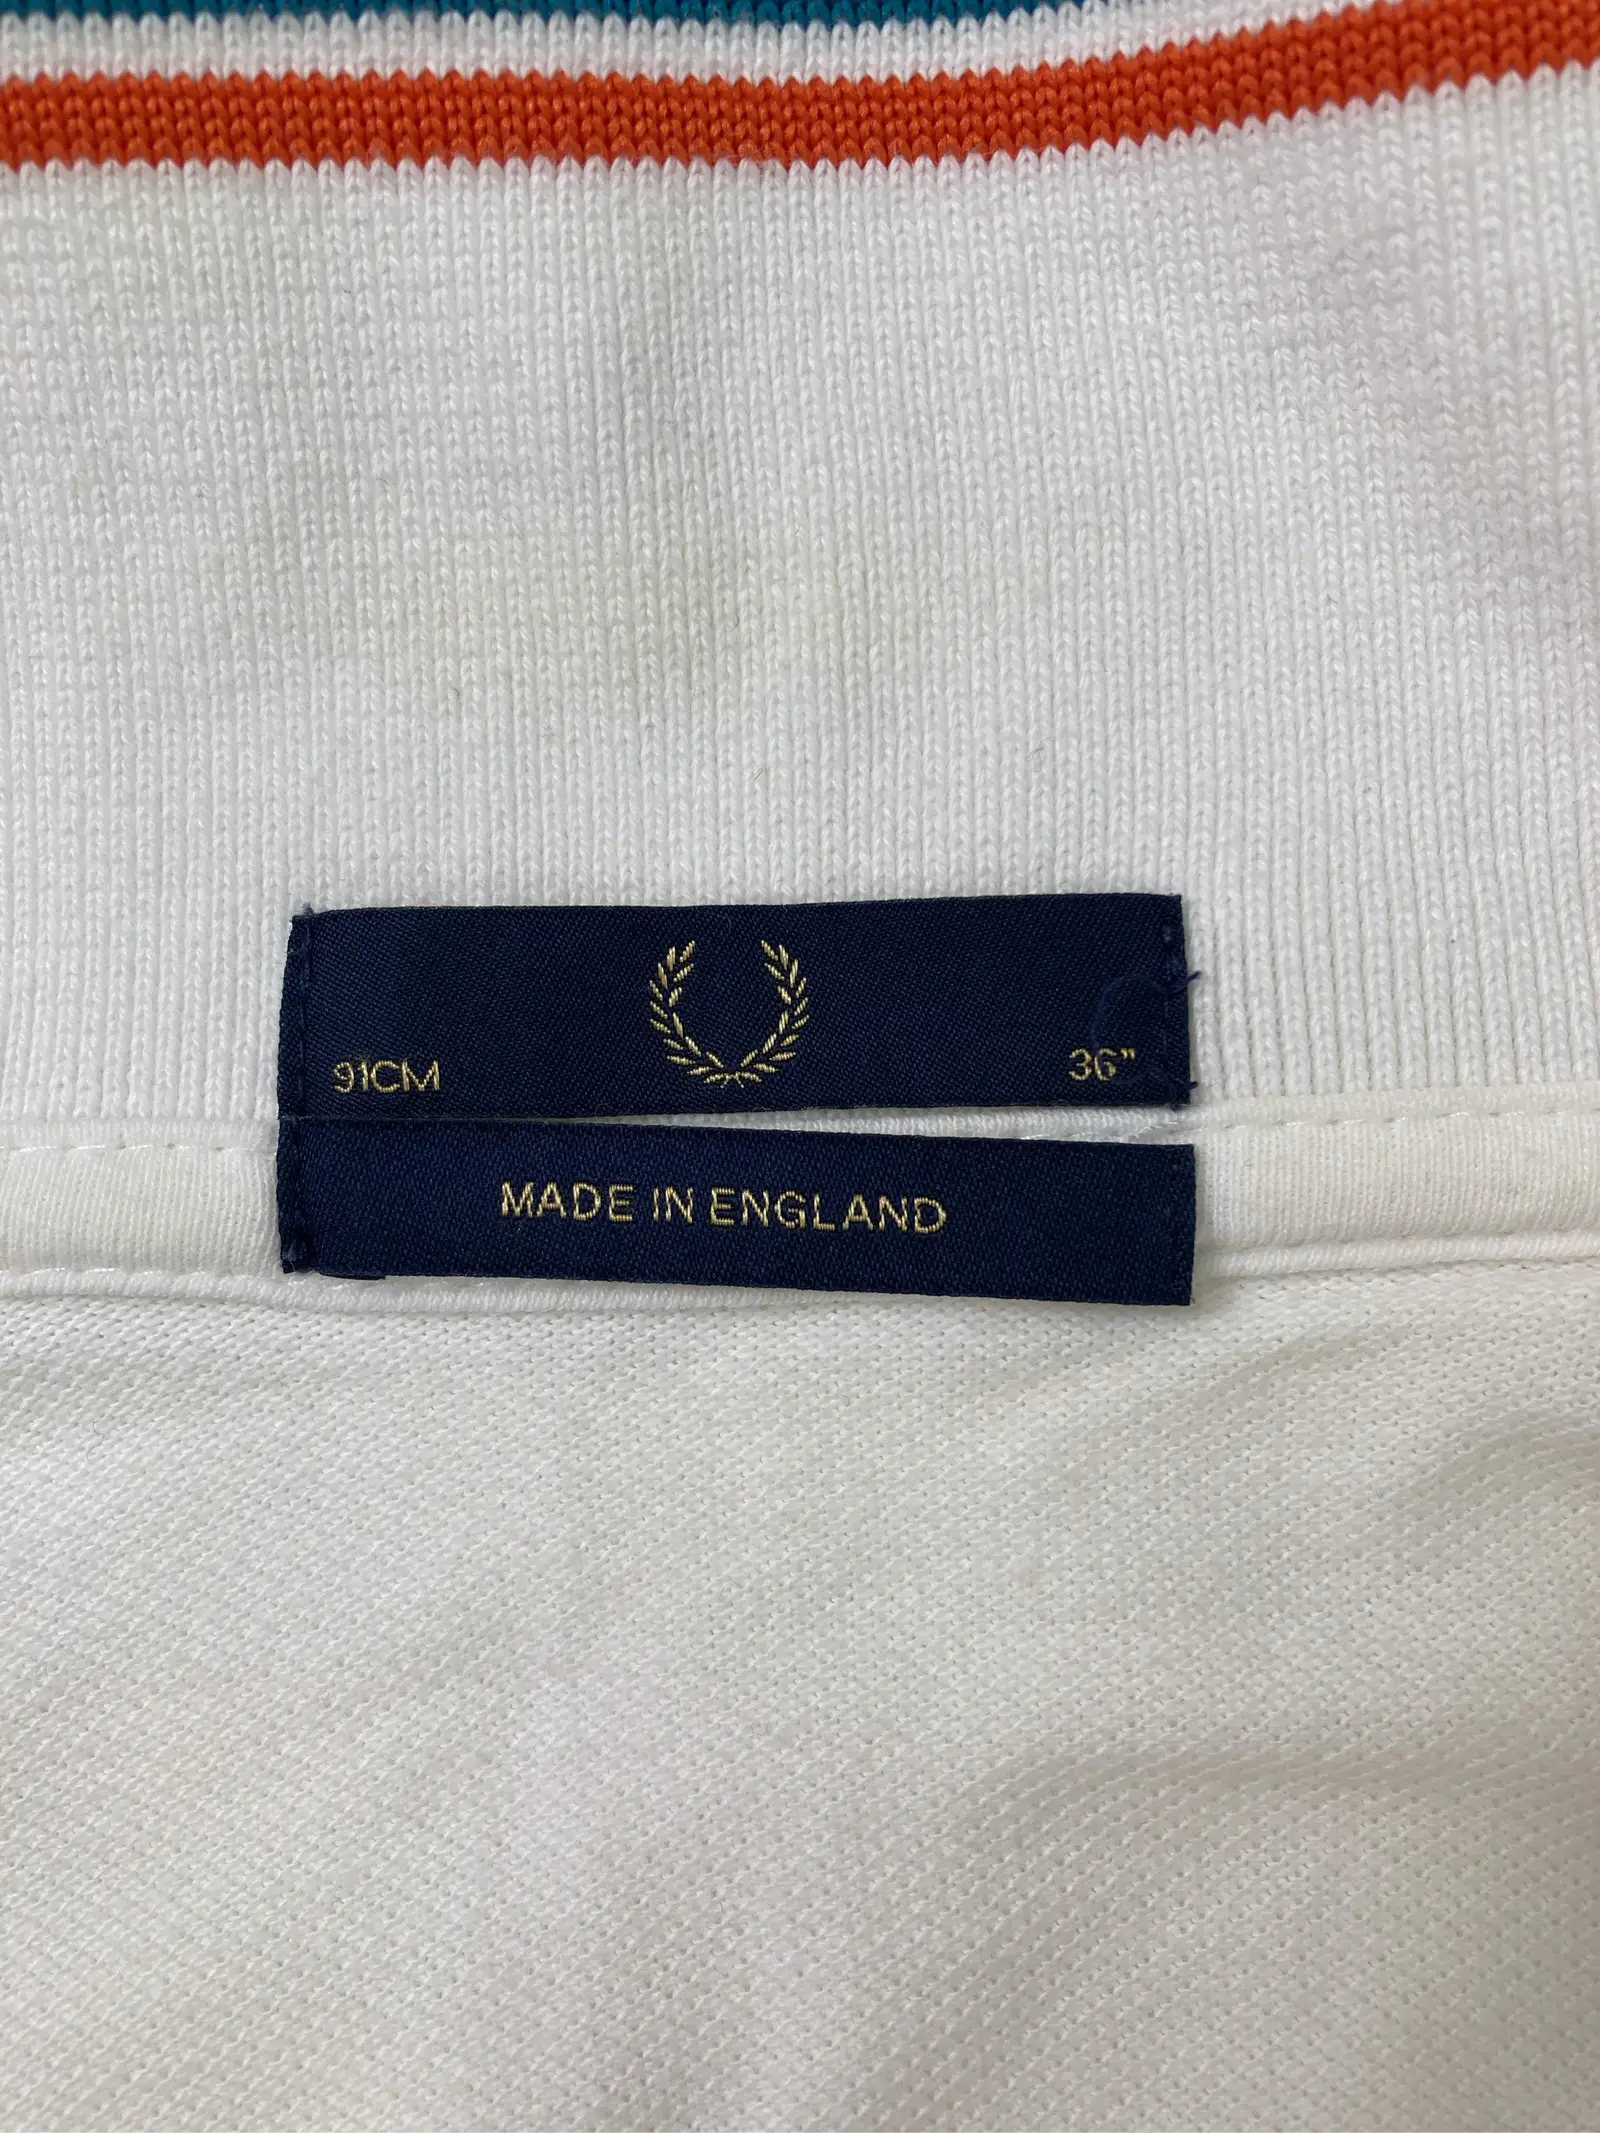 91CM 36”
MADE IN ENGLAND